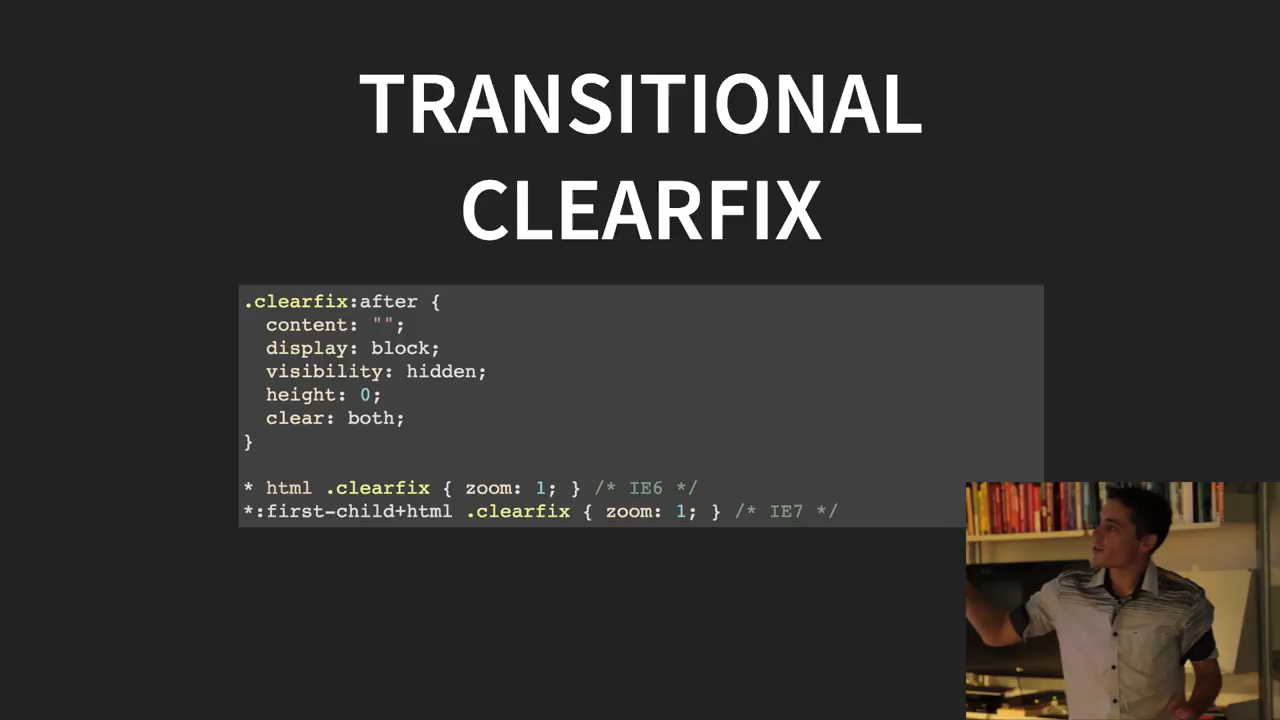 TRANSITIONAL
CLEARFIX
.clearfix:after {
  content: "";
  display: block;
  visibility: hidden;
  height: 0;
  clear: both;
}
* html .clearfix { zoom: 1; } /* IE6 */
*:first-child+html .clearfix { zoom: 1; } /* IE7 */